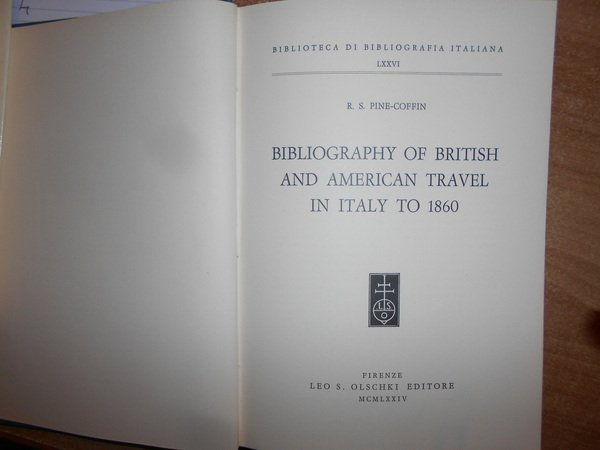 BIBLIOTECA DI BIBLIOGRAFIA ITALIANA
LXXVI
R. S. PINE-COFFIN
BIBLIOGRAPHY OF BRITISH
AND AMERICAN TRAVEL
IN ITALY TO 1860
L S
O
FIRENZE
LEO S. OLSCHKI EDITORE
MCMLXXIV